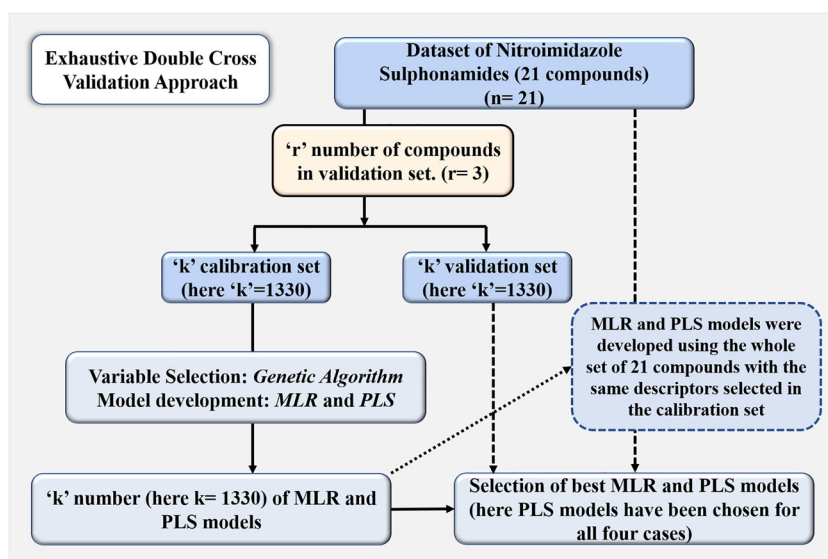 Exhaustive Double Cross
Validation Approach
Dataset of Nitroimidazole
Sulphonamides (21 compounds)
(n= 21)
‘r’ number of compounds
in validation set. (r= 3)
‘k’ calibration set
(here ‘k’=1330)
‘k’ validation set
(here ‘k’=1330)
MLR and PLS models were
developed using the whole
set of 21 compounds with the
same descriptors selected in
the calibration set
Variable Selection: Genetic Algorithm
Model development: MLR and PLS
‘k’ number (here k= 1330) of MLR and
PLS models
Selection of best MLR and PLS models
(here PLS models have been chosen for
all four cases)